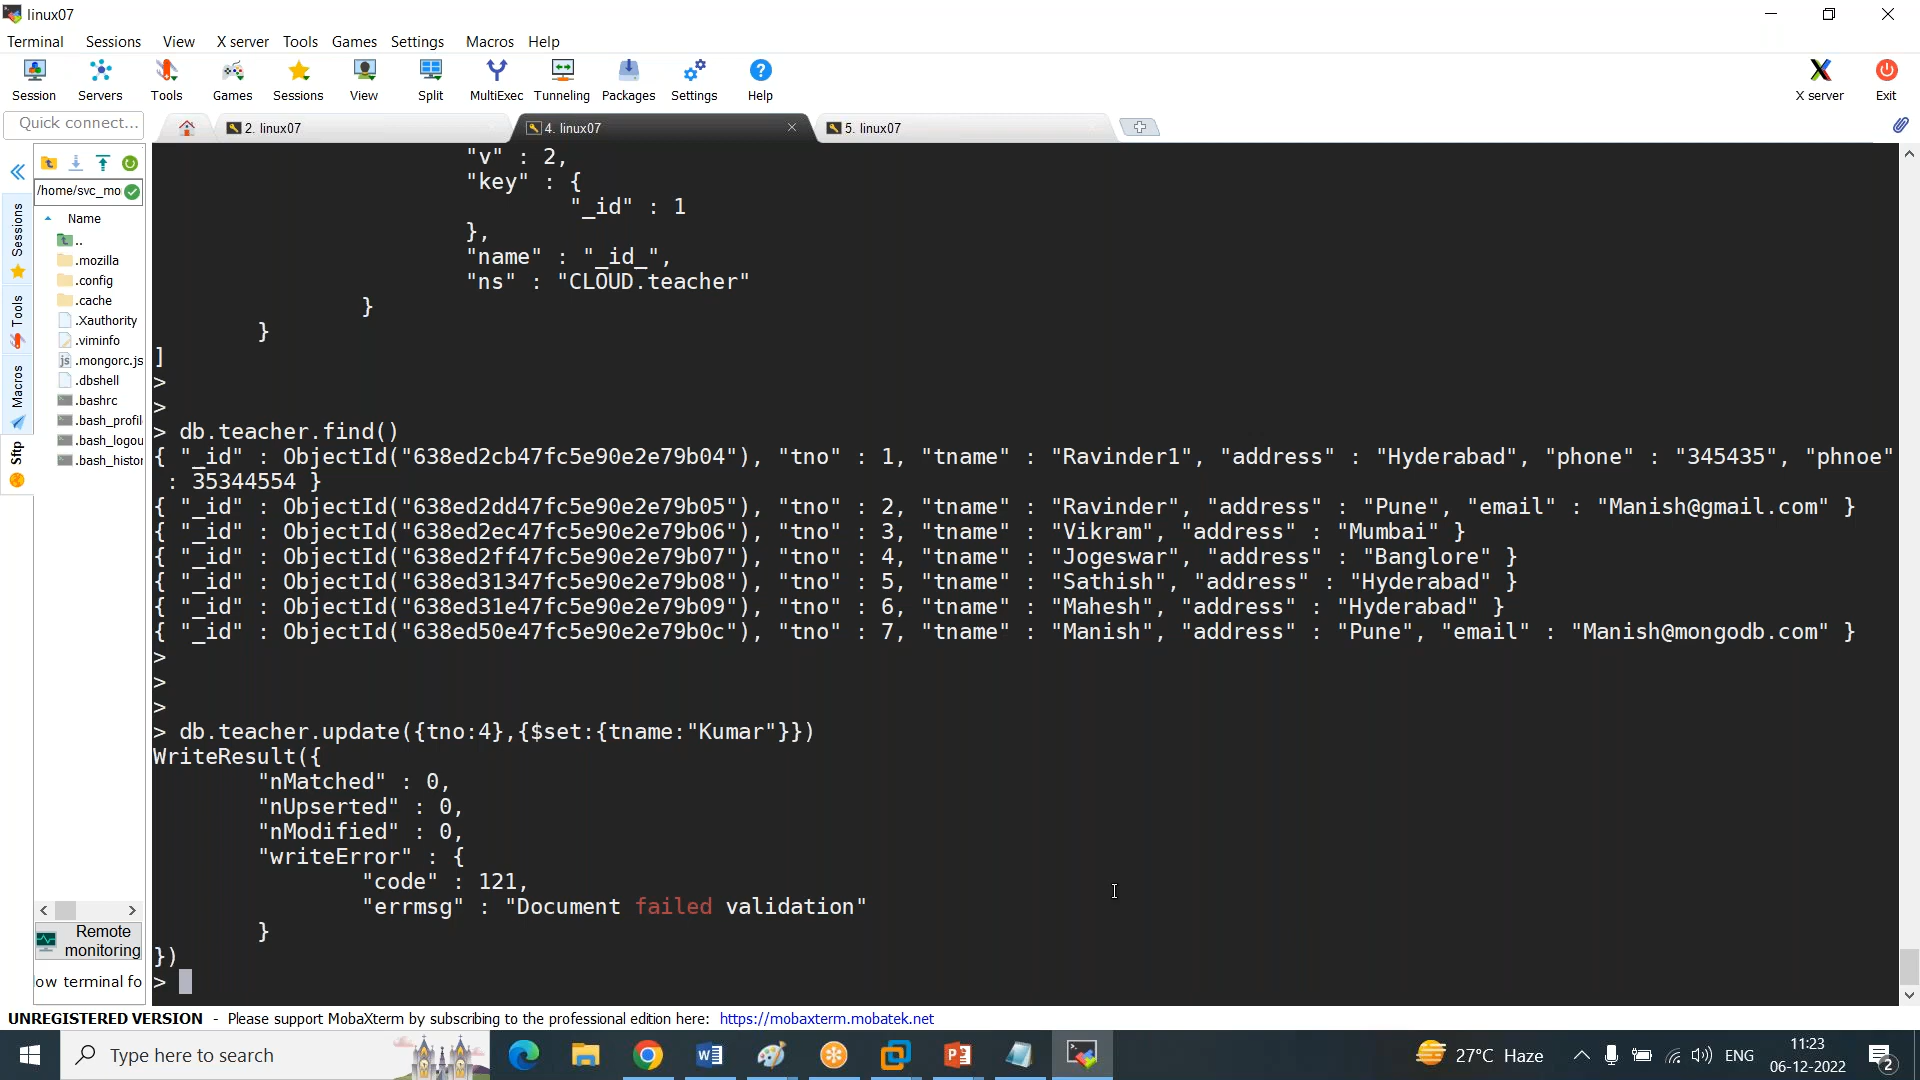 linux07
Terminal Sessions View X server Tools Games Settings Macros Help
Session Servers Tools Games Sessions View Split MultiExec Tunneling Packages Settings Help X server Exit
Quick connect... 2. linux07 4. linux07 5. linux07
/home/svc_mo
Name
..
.mozilla
.config
.cache
.Xauthority
.viminfo
.mongorc.js
.dbshell
.bashrc
.bash_profil
.bash_logou
.bash_histor
Sessions
Tools
Macros
Sftp
Remote
monitoring
ow terminal fo
"v" : 2,
"key" : {
"_id" : 1
},
"name" : "_id_",
"ns" : "CLOUD.teacher"
}
}
]
>
>
> db.teacher.find()
{ "_id" : ObjectId("638ed2cb47fc5e90e2e79b04"), "tno" : 1, "tname" : "Ravinder1", "address" : "Hyderabad", "phone" : "345435", "phnoe"
: 35344554 }
{ "_id" : ObjectId("638ed2dd47fc5e90e2e79b05"), "tno" : 2, "tname" : "Ravinder", "address" : "Pune", "email" : "Manish@gmail.com" }
{ "_id" : ObjectId("638ed2ec47fc5e90e2e79b06"), "tno" : 3, "tname" : "Vikram", "address" : "Mumbai" }
{ "_id" : ObjectId("638ed2ff47fc5e90e2e79b07"), "tno" : 4, "tname" : "Jogeswar", "address" : "Banglore" }
{ "_id" : ObjectId("638ed31347fc5e90e2e79b08"), "tno" : 5, "tname" : "Sathish", "address" : "Hyderabad" }
{ "_id" : ObjectId("638ed31e47fc5e90e2e79b09"), "tno" : 6, "tname" : "Mahesh", "address" : "Hyderabad" }
{ "_id" : ObjectId("638ed50e47fc5e90e2e79b0c"), "tno" : 7, "tname" : "Manish", "address" : "Pune", "email" : "Manish@mongodb.com" }
>
>
>
> db.teacher.update({tno:4},{$set:{tname:"Kumar"}})
WriteResult({
"nMatched" : 0,
"nUpserted" : 0,
"nModified" : 0,
"writeError" : {
"code" : 121,
"errmsg" : "Document failed validation"
}
})
>
UNREGISTERED VERSION - Please support MobaXterm by subscribing to the professional edition here: https://mobaxterm.mobatek.net
Type here to search
27°C Haze
ENG
11:23
06-12-2022
2